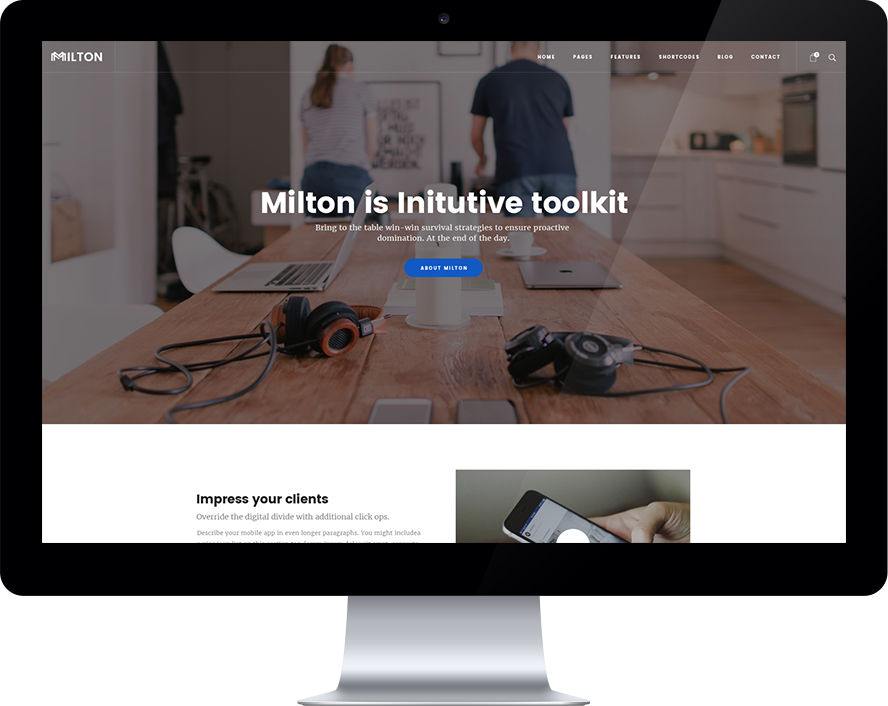 MILTON
HOME PAGES FEATURES SHORTCODES BLOG CONTACT
Milton is Initutive toolkit
Bring to the table win-win survival strategies to ensure proactive
domination. At the end of the day.
ABOUT MILTON
Impress your clients
Override the digital divide with additional click ops.
Describe your mobile app in even longer paragraphs. You might includea